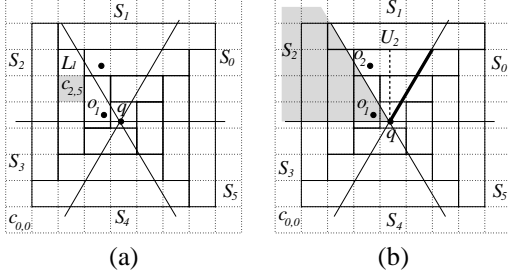 S₁
S₂
S₀
L₁
c₂,₅
o₁
q
S₃
S₅
c₀,₀
S₄
(a)
S₁
S₂
U₂
S₀
o₂
o₁
q
S₃
S₅
c₀,₀
S₄
(b)